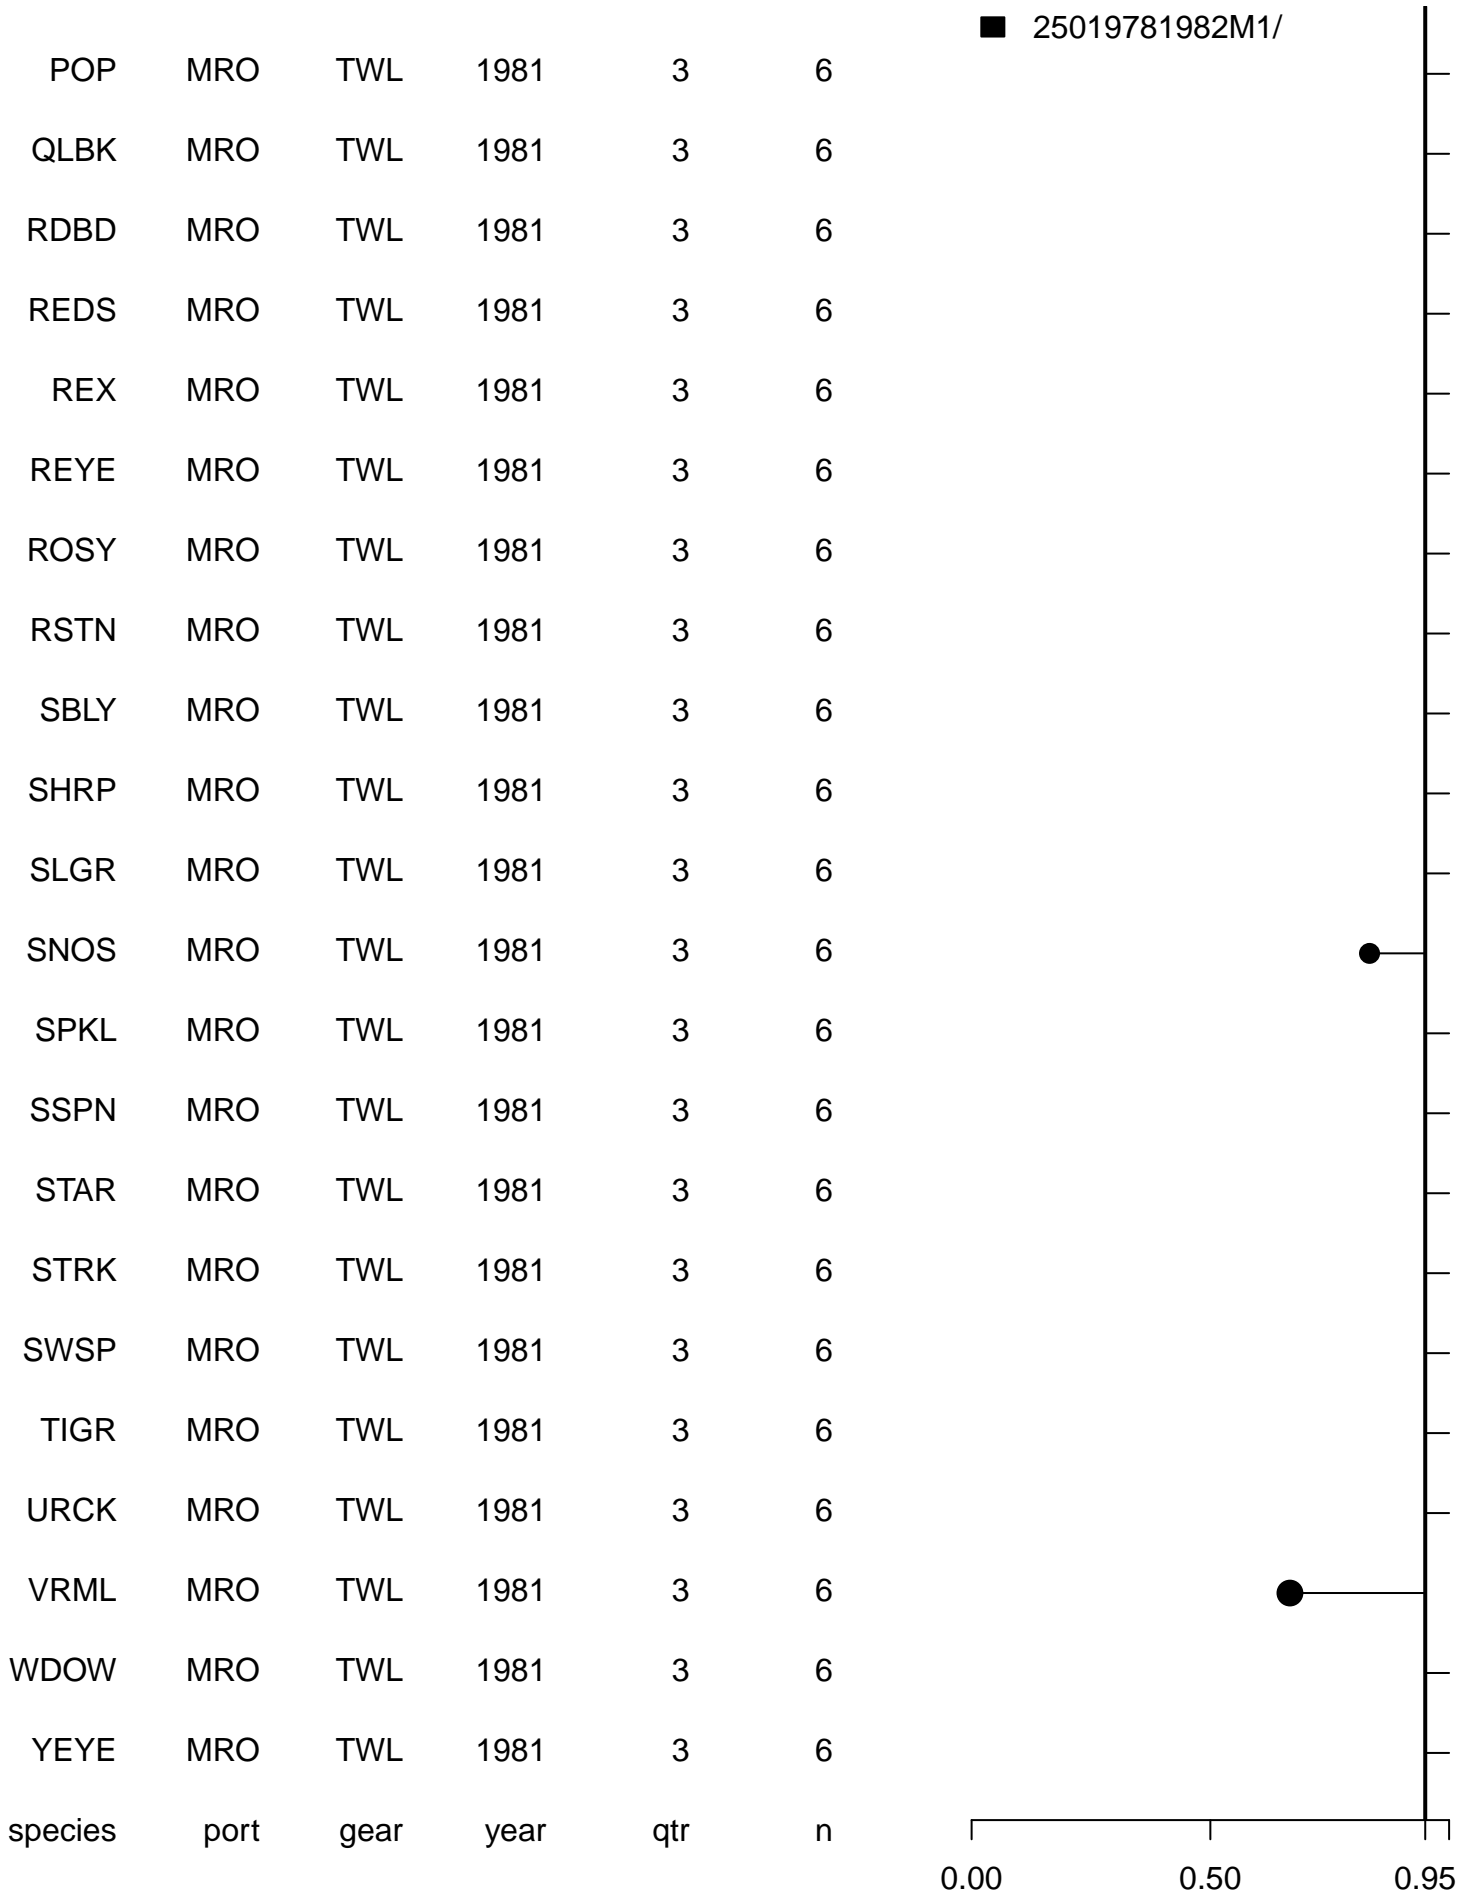 25019781982M1/
POP MRO TWL 1981 3 6
QLBK MRO TWL 1981 3 6
RDBD MRO TWL 1981 3 6
REDS MRO TWL 1981 3 6
REX MRO TWL 1981 3 6
REYE MRO TWL 1981 3 6
ROSY MRO TWL 1981 3 6
RSTN MRO TWL 1981 3 6
SBLY MRO TWL 1981 3 6
SHRP MRO TWL 1981 3 6
SLGR MRO TWL 1981 3 6
SNOS MRO TWL 1981 3 6
SPKL MRO TWL 1981 3 6
SSPN MRO TWL 1981 3 6
STAR MRO TWL 1981 3 6
STRK MRO TWL 1981 3 6
SWSP MRO TWL 1981 3 6
TIGR MRO TWL 1981 3 6
URCK MRO TWL 1981 3 6
VRML MRO TWL 1981 3 6
WDOW MRO TWL 1981 3 6
YEYE MRO TWL 1981 3 6
species port gear year qtr n
0.00 0.50 0.95